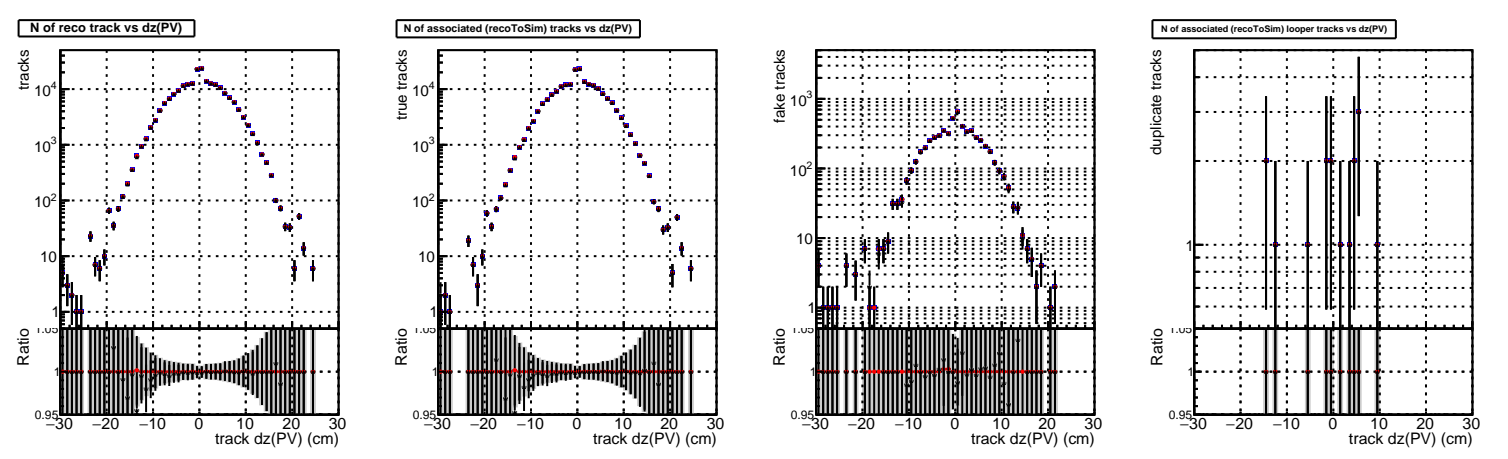 N of reco track vs dz(PV)
tracks
10⁴
10³
10²
10
1
Ratio
1.05
1
0.95
−30 −20 −10 0 10 20 30
track dz(PV) (cm)
N of associated (recoToSim) tracks vs dz(PV)
true tracks
10⁴
10³
10²
10
1
Ratio
1.05
1
0.95
−30 −20 −10 0 10 20 30
track dz(PV) (cm)
fake tracks
10³
10²
10
1
Ratio
1.05
1
0.95
−30 −20 −10 0 10 20 30
track dz(PV) (cm)
N of associated (recoToSim) looper tracks vs dz(PV)
duplicate tracks
1
Ratio
1.05
1
0.95
−30 −20 −10 0 10 20 30
track dz(PV) (cm)